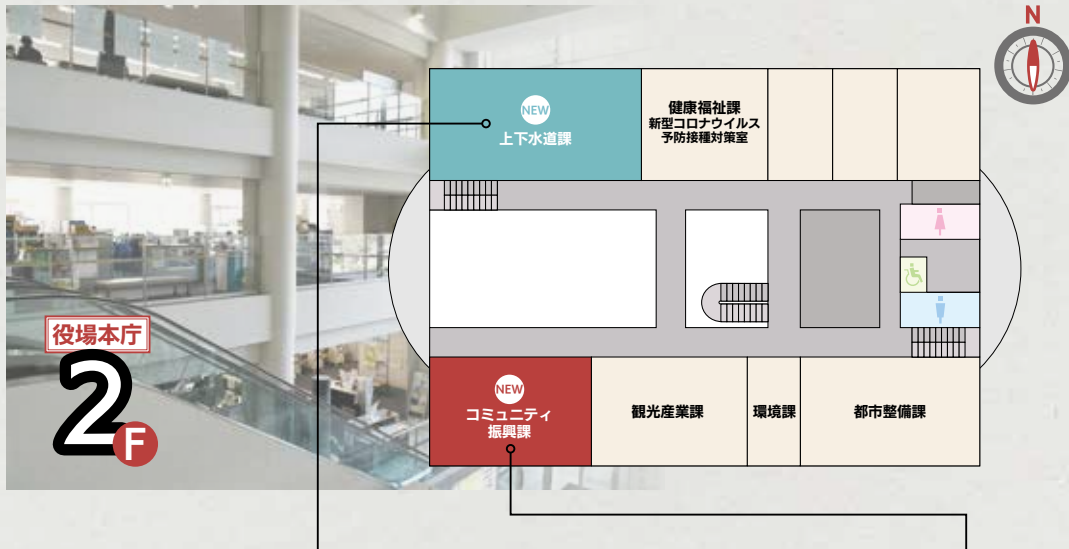 N
NEW
上下水道課
健康福祉課
新型コロナウイルス
予防接種対策室
役場本庁
2F
NEW
コミュニティ
振興課
観光産業課
環境課
都市整備課